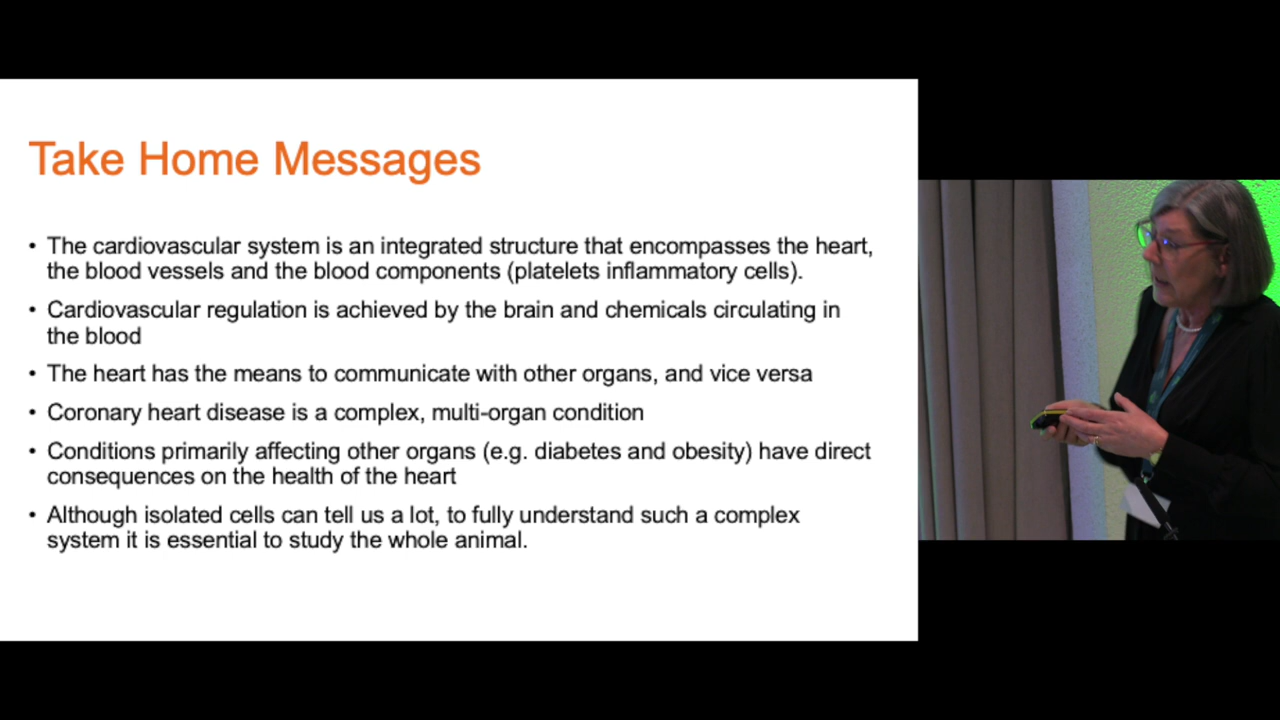 Take Home Messages
• The cardiovascular system is an integrated structure that encompasses the heart,
the blood vessels and the blood components (platelets inflammatory cells).
• Cardiovascular regulation is achieved by the brain and chemicals circulating in
the blood
• The heart has the means to communicate with other organs, and vice versa
• Coronary heart disease is a complex, multi-organ condition
• Conditions primarily affecting other organs (e.g. diabetes and obesity) have direct
consequences on the health of the heart
• Although isolated cells can tell us a lot, to fully understand such a complex
system it is essential to study the whole animal.